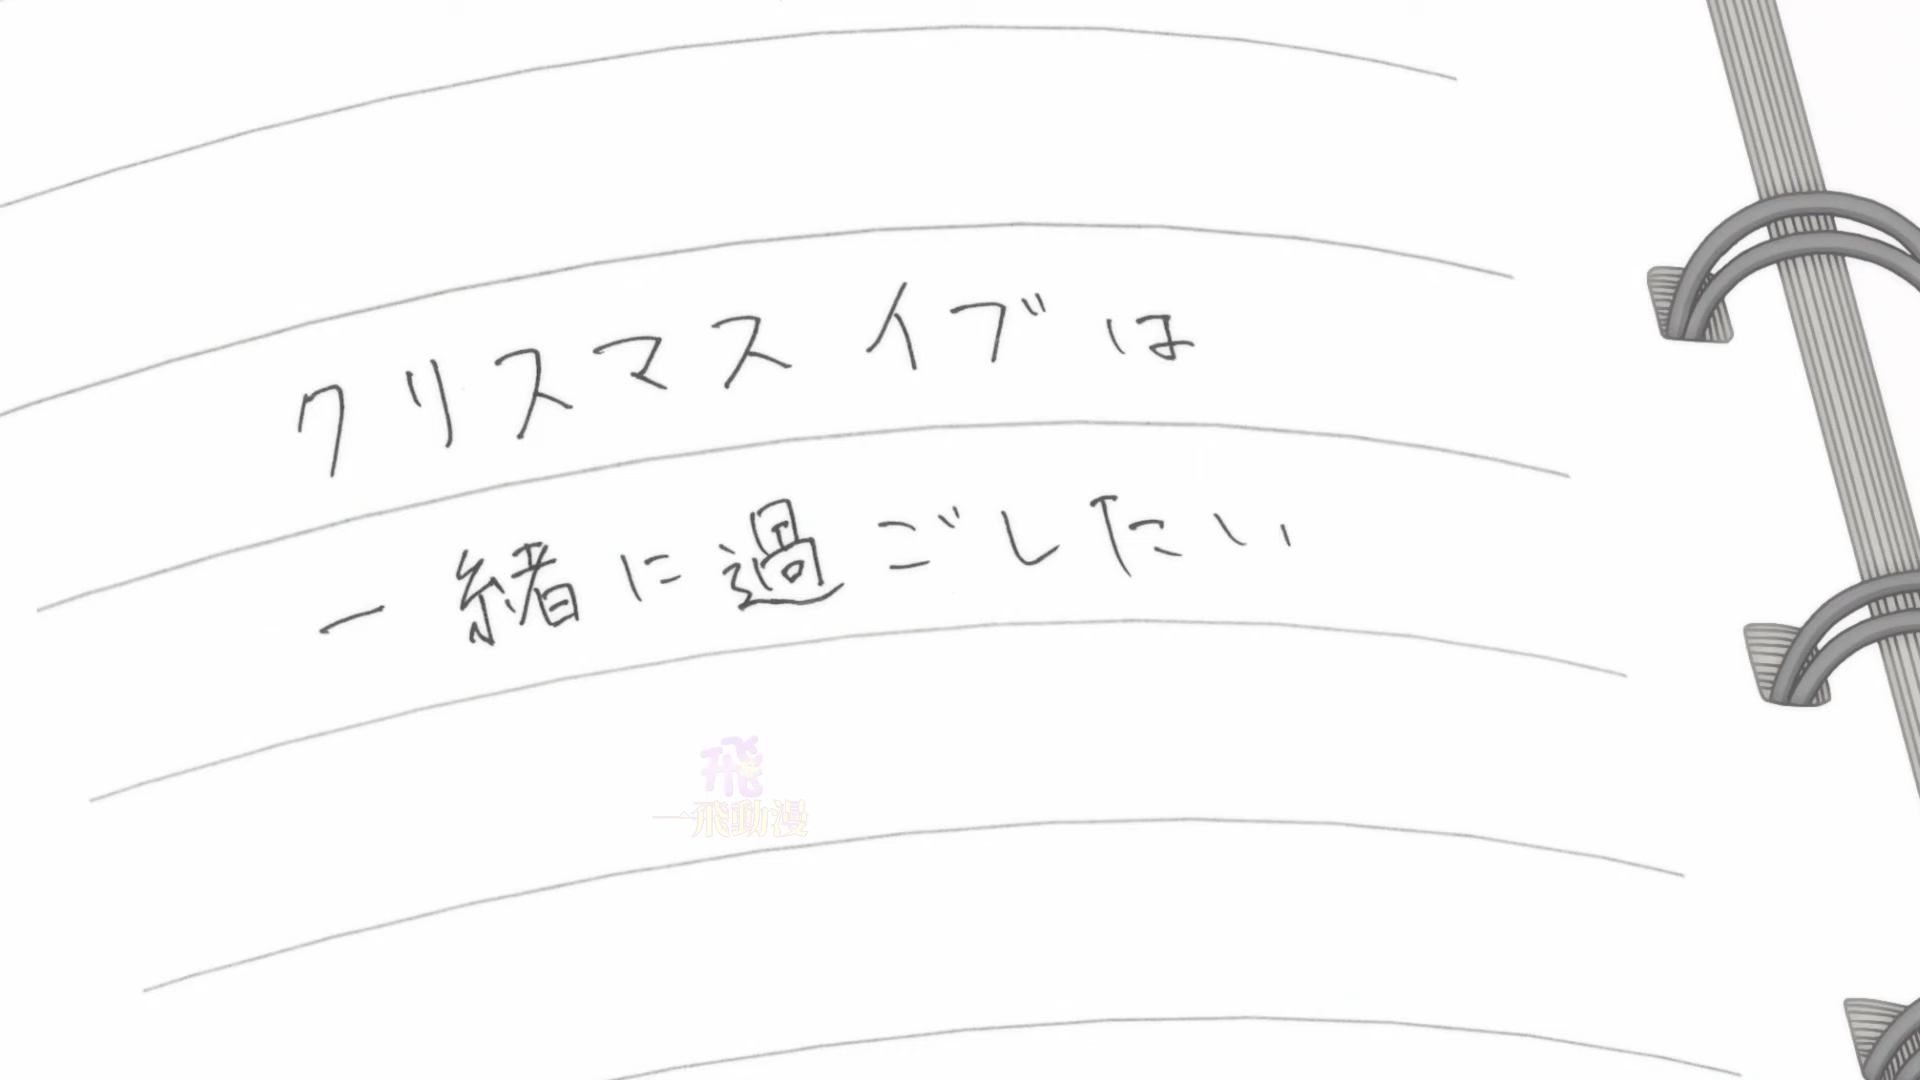 クリスマスイブは
一緒に過ごしたい
飛
一飛動漫